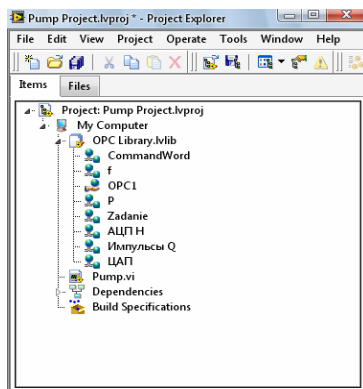 Pump Project.lvproj * - Project Explorer
File Edit View Project Operate Tools Window Help
Items Files
Project: Pump Project.lvproj
My Computer
OPC Library.lvlib
CommandWord
f
OPC1
P
Zadanie
АЦП H
Импульсы Q
ЦАП
Pump.vi
Dependencies
Build Specifications